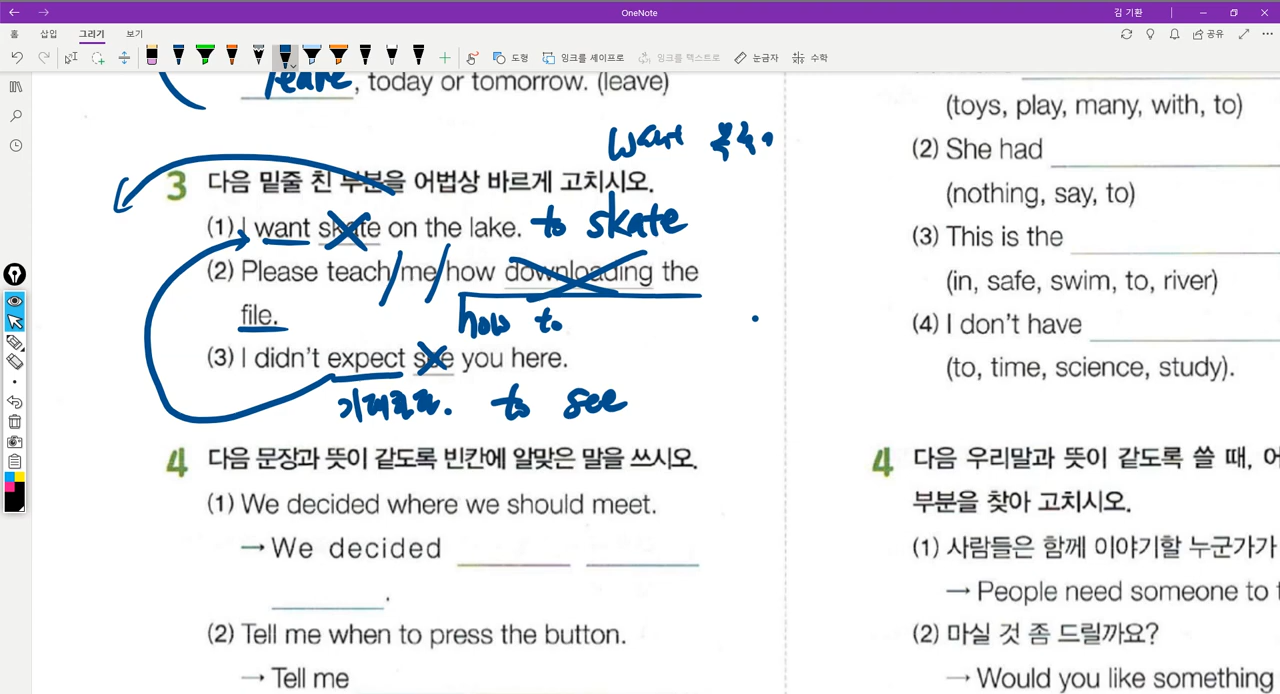 OneNote
김 기환
홈 삽입 그리기 보기
공유
도형 잉크를 셰이프로 잉크를 텍스트로 눈금자 수학
leave, today or tomorrow. (leave)
want
3 다음 밑줄 친 부분을 어법상 바르게 고치시오.
(1) I want skate on the lake. to skate
(2) Please teach me how downloading the
file.
how to
(3) I didn't expect see you here.
to see
4 다음 문장과 뜻이 같도록 빈칸에 알맞은 말을 쓰시오.
(1) We decided where we should meet.
→ We decided
.
(2) Tell me when to press the button.
→ Tell me
(toys, play, many, with, to)
(2) She had
(nothing, say, to)
(3) This is the
(in, safe, swim, to, river)
(4) I don't have
(to, time, science, study).
4 다음 우리말과 뜻이 같도록 쓸 때, 어
부분을 찾아 고치시오.
(1) 사람들은 함께 이야기할 누군가가
→ People need someone to t
(2) 마실 것 좀 드릴까요?
→ Would you like something